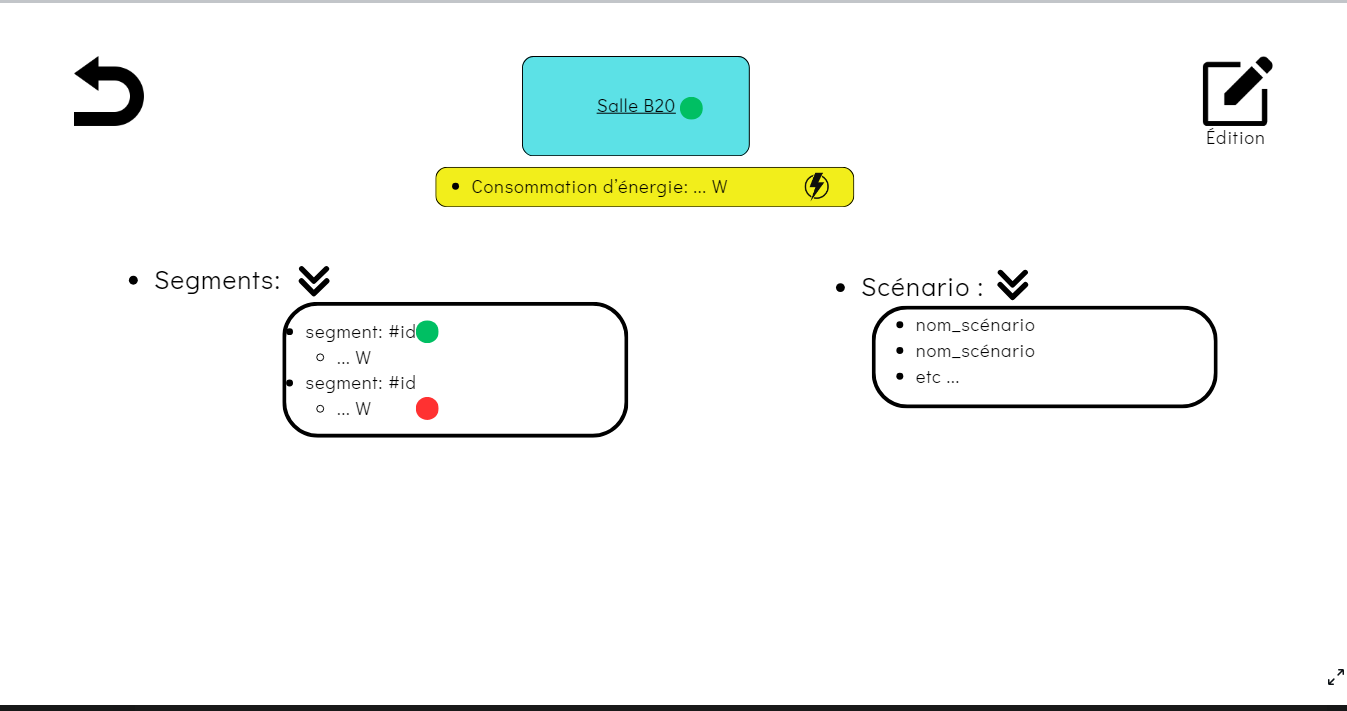 Salle B20
Édition
Consommation d'énergie: ... W
Segments:
segment: #id
... W
segment: #id
... W
Scénario :
nom_scénario
nom_scénario
etc ...